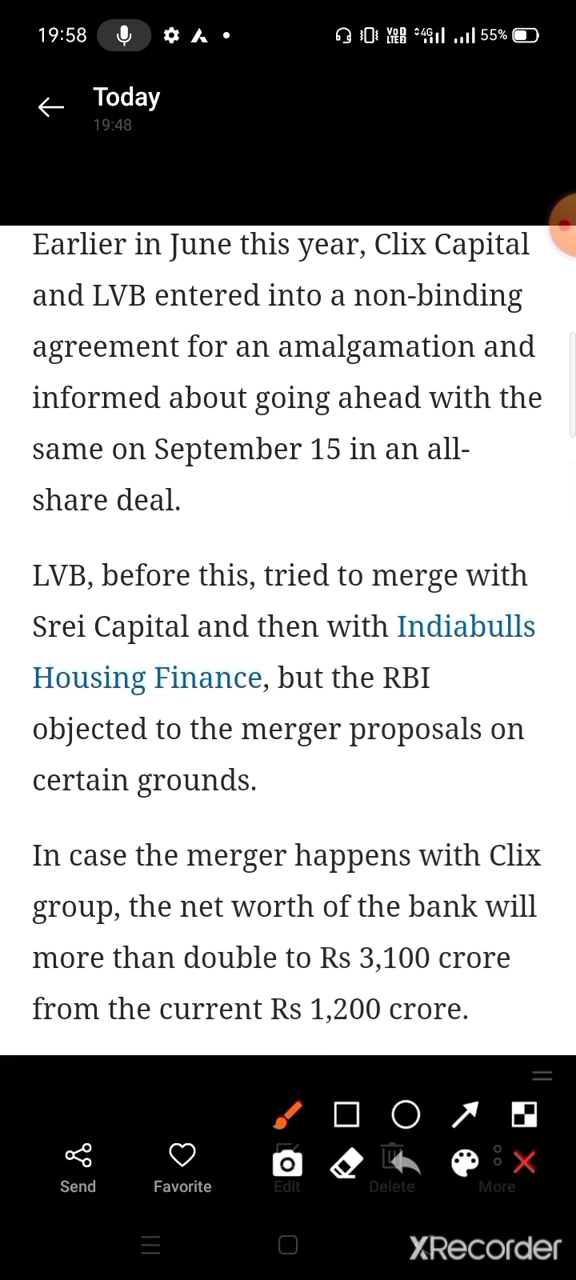 19:58
VoD
LTE2
4G
55%
Today
19:48
Earlier in June this year, Clix Capital
and LVB entered into a non-binding
agreement for an amalgamation and
informed about going ahead with the
same on September 15 in an all-
share deal.
LVB, before this, tried to merge with
Srei Capital and then with Indiabulls
Housing Finance, but the RBI
objected to the merger proposals on
certain grounds.
In case the merger happens with Clix
group, the net worth of the bank will
more than double to Rs 3,100 crore
from the current Rs 1,200 crore.
Send
Favorite
Edit
Delete
More
XRecorder